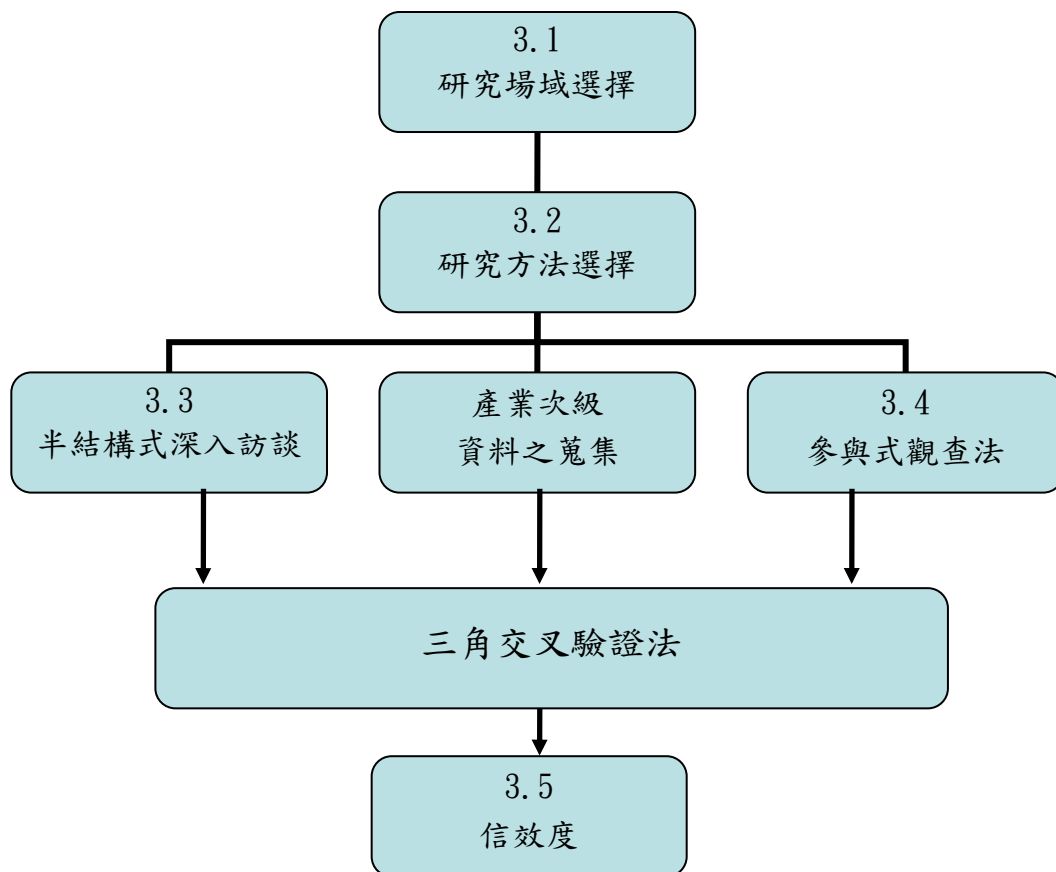 3.1
研究場域選擇
3.2
研究方法選擇
3.3
半結構式深入訪談
產業次級
資料之蒐集
3.4
參與式觀查法
三角交叉驗證法
3.5
信效度